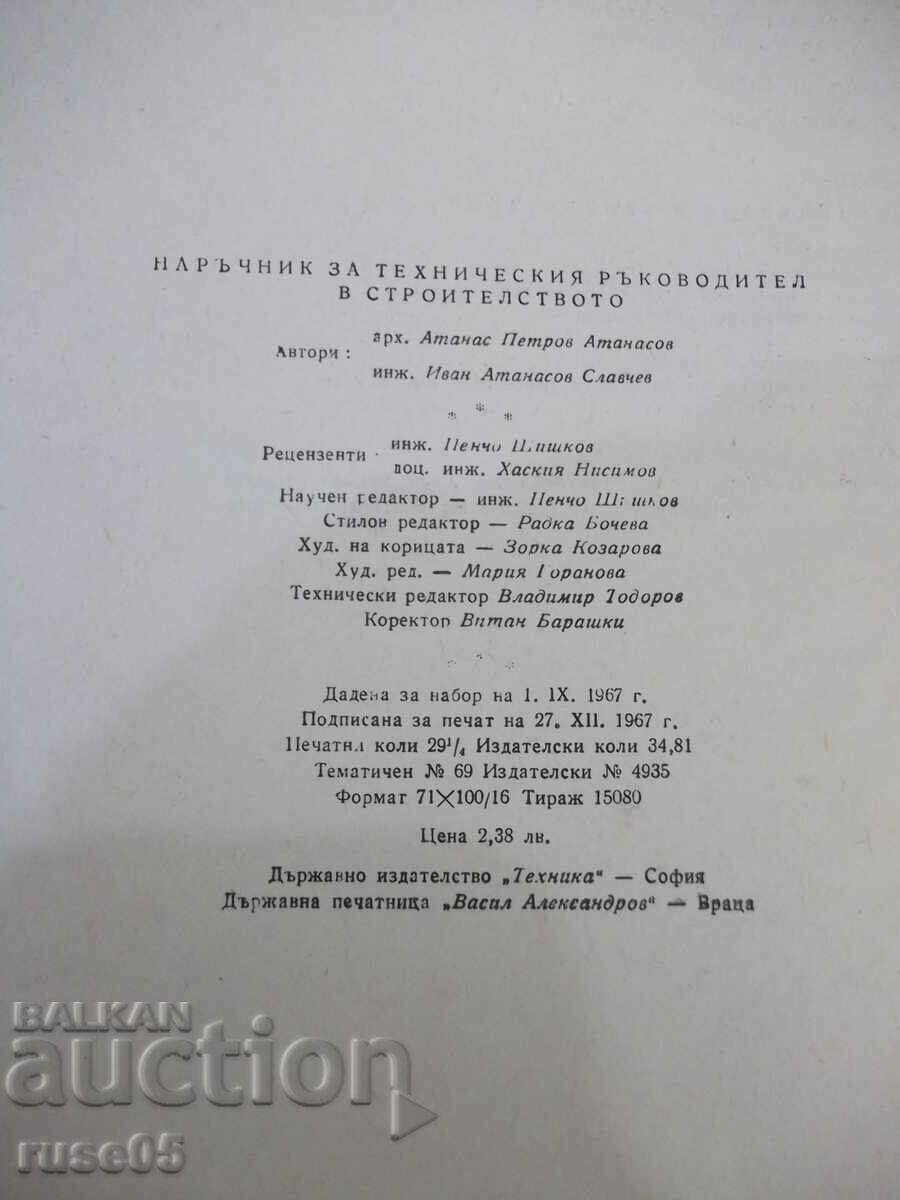 НАРЪЧНИК ЗА ТЕХНИЧЕСКИЯ РЪКОВОДИТЕЛ
В СТРОИТЕЛСТВОТО
Автори :
арх. Атанас Петров Атанасов
инж. Иван Атанасов Славчев
* * *
Рецензенти
инж. Пенчо Шишков
доц. инж. Хаския Нисимов
Научен редактор — инж. Пенчо Шишков
Стилов редактор — Радка Бочева
Худ. на корицата — Зорка Козарова
Худ. ред. — Мария Горанова
Технически редактор Владимир Тодоров
Коректор Витан Барашки
* * *
Дадена за набор на 1. IX. 1967 г.
Подписана за печат на 27. XII. 1967 г.
Печатни коли 29¹/₄ Издателски коли 34,81
Тематичен № 69 Издателски № 4935
Формат 71×100/16 Тираж 15080
Цена 2,38 лв.
Държавно издателство „Техника“ — София
Държавна печатница „Васил Александров“ — Враца
BALKAN
auction
ruse05